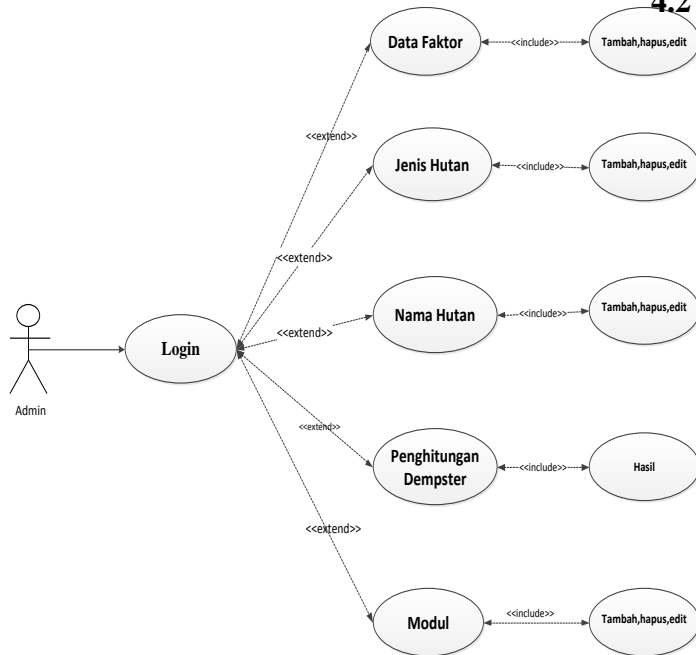 4.2
Data Faktor
<<include>>
Tambah,hapus,edit
<<extend>>
Jenis Hutan
<<include>>
Tambah,hapus,edit
<<extend>>
Nama Hutan
<<include>>
Tambah,hapus,edit
<<extend>>
Login
Admin
<<extend>>
Penghitungan
Dempster
<<include>>
Hasil
<<extend>>
Modul
<<include>>
Tambah,hapus,edit